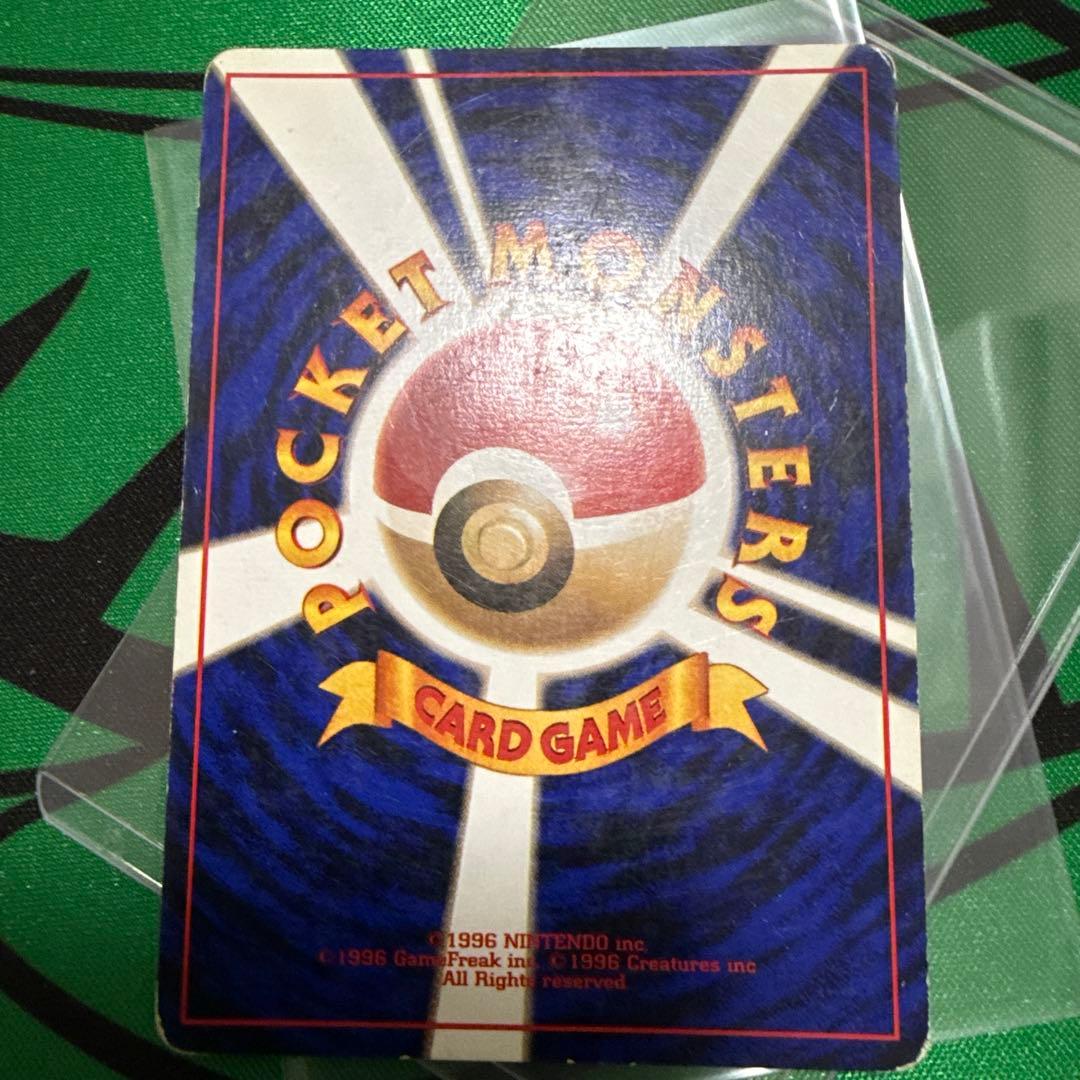 POCKET MONSTERS
CARD GAME
©1996 NINTENDO inc.
©1996 GameFreak inc. ©1996 Creatures inc
All Rights reserved